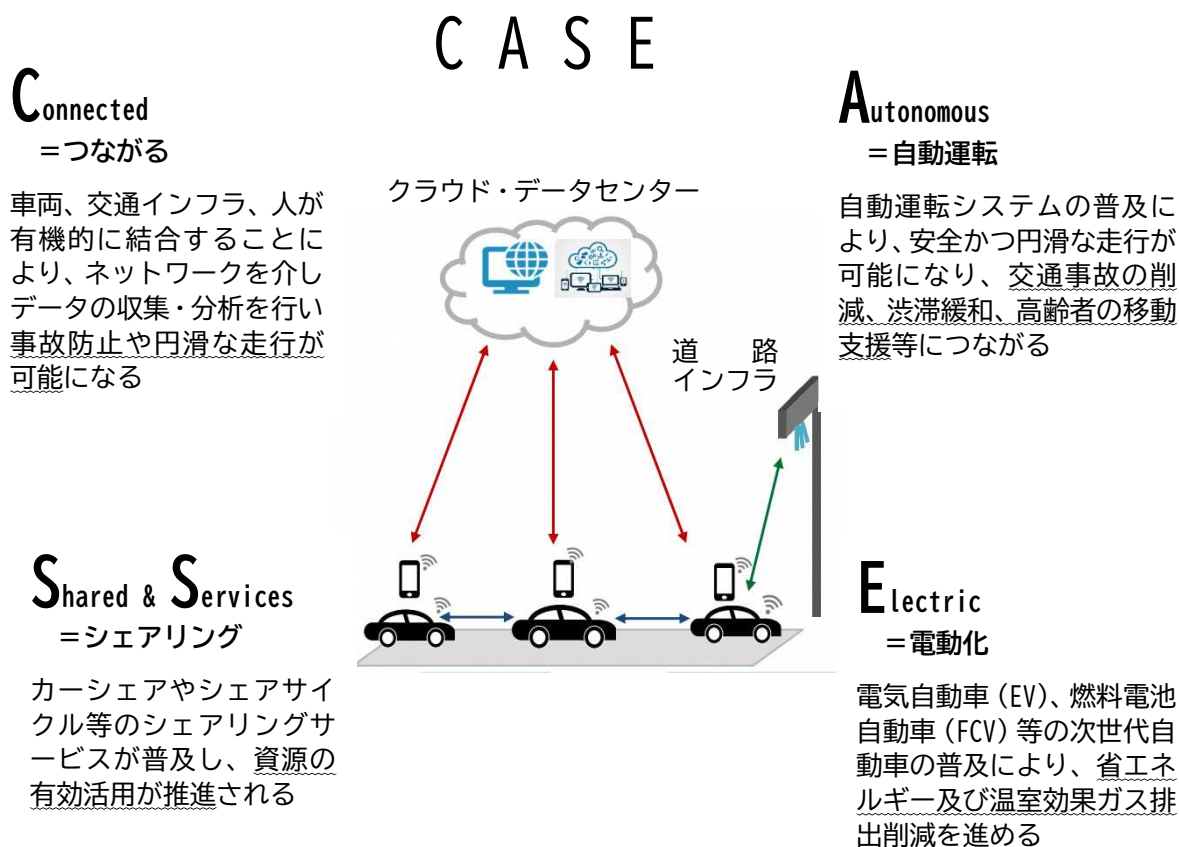 CASE
Connected
＝つながる
車両、交通インフラ、人が
有機的に結合することに
より、ネットワークを介し
データの収集・分析を行い
事故防止や円滑な走行が
可能になる
Autonomous
＝自動運転
自動運転システムの普及に
より、安全かつ円滑な走行が
可能になり、交通事故の削
減、渋滞緩和、高齢者の移動
支援等につながる
クラウド・データセンター
道路
インフラ
Shared & Services
＝シェアリング
カーシェアやシェアサイ
クル等のシェアリングサ
ービスが普及し、資源の
有効活用が推進される
Electric
＝電動化
電気自動車（EV）、燃料電池
自動車（FCV）等の次世代自
動車の普及により、省エネ
ルギー及び温室効果ガス排
出削減を進める